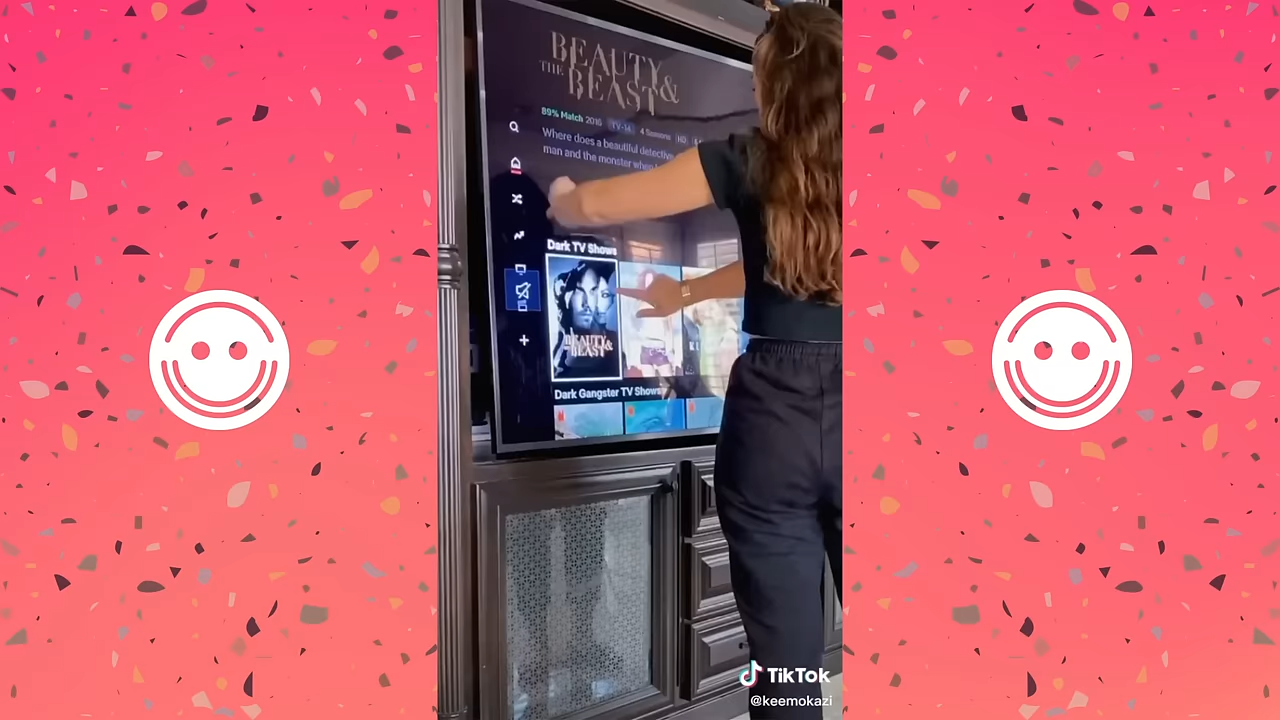 BEAUTY &
THE BEAST
89% Match 2016 TV-14 4 Seasons HD
Where does a beautiful detective
man and the monster when
Dark TV Shows
BEAUTY &
BEAST
Dark Gangster TV Shows
TikTok
@keemokazi